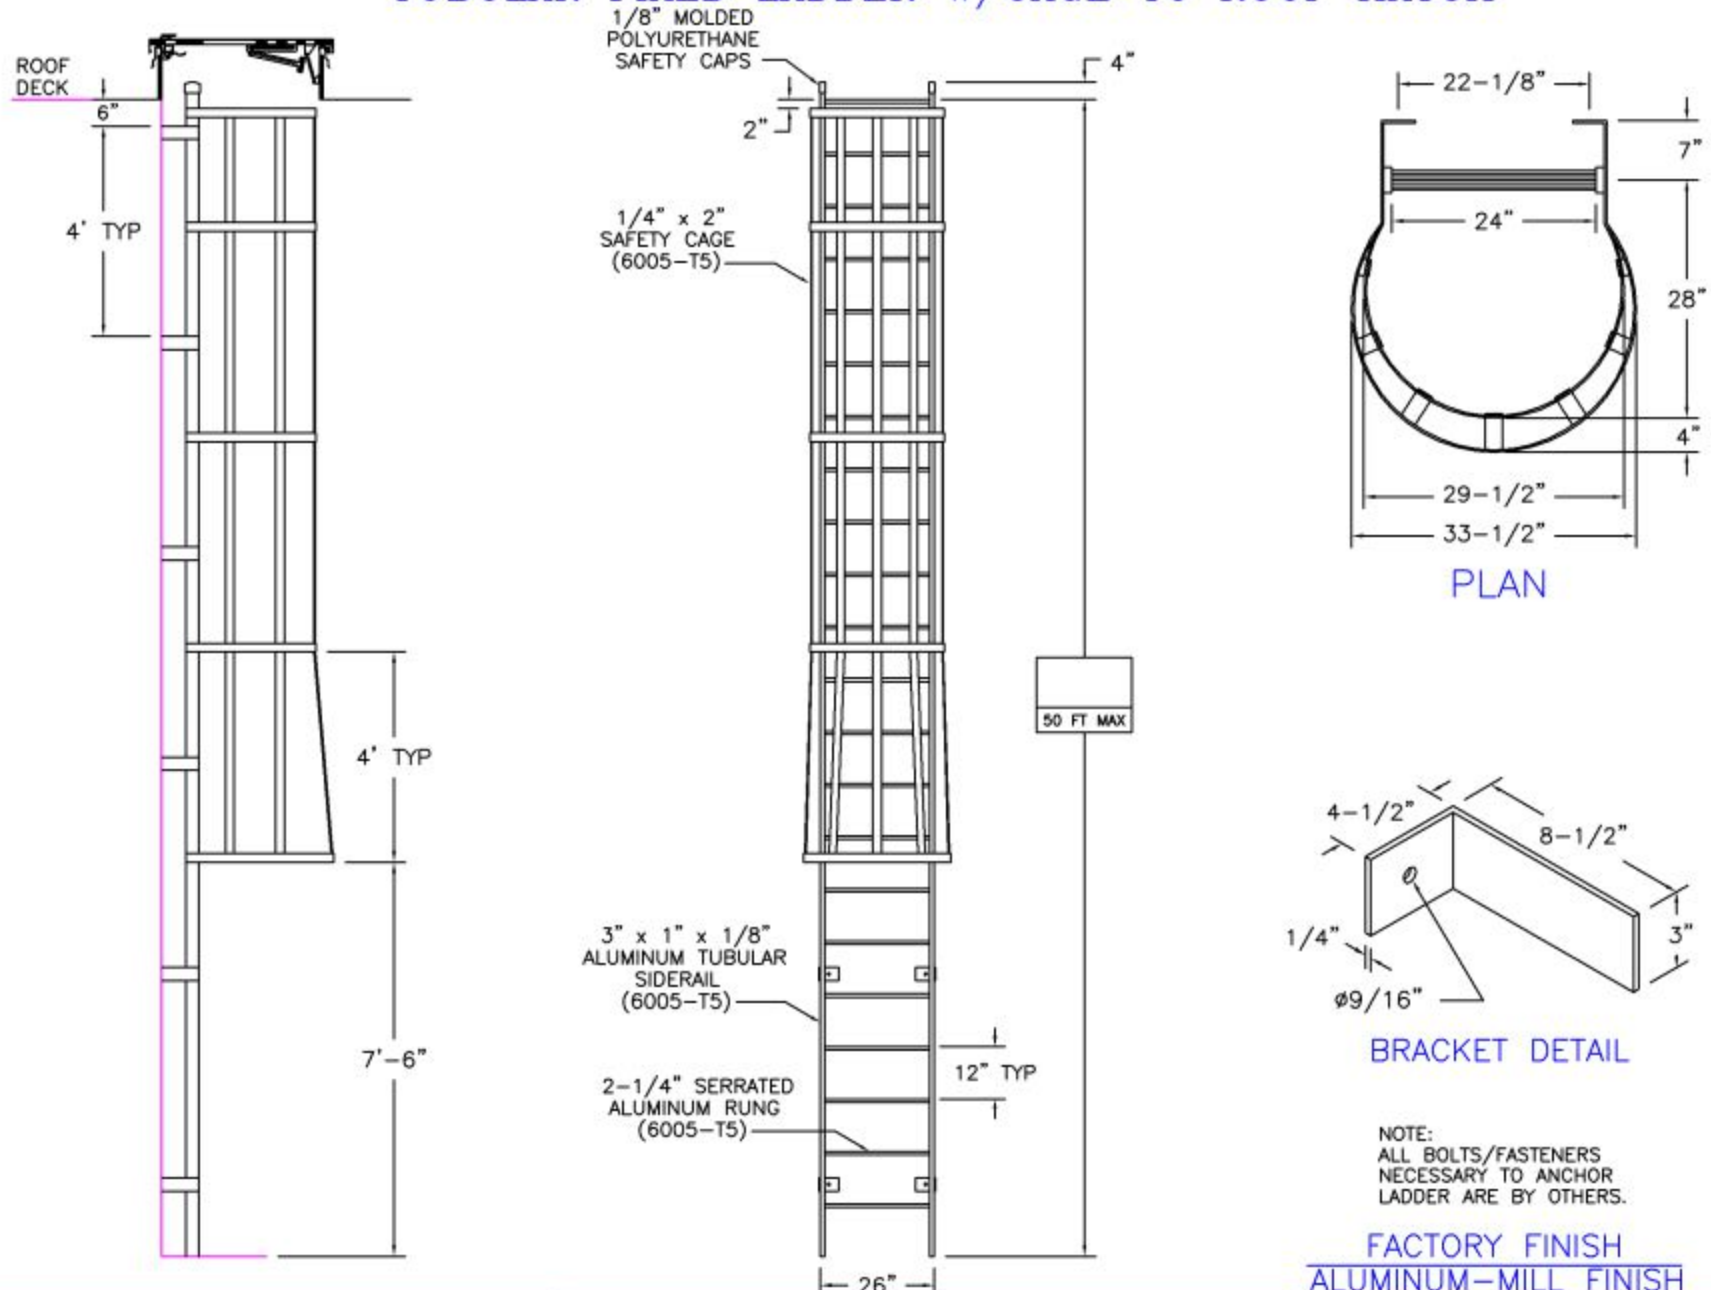 1/8" MOLDED
POLYURETHANE
SAFETY CAPS
ROOF
DECK
6"
4' TYP
4' TYP
7'-6"
4"
2"
1/4" x 2"
SAFETY CAGE
(6005-T5)
50 FT MAX
3" x 1" x 1/8"
ALUMINUM TUBULAR
SIDERAIL
(6005-T5)
12" TYP
2-1/4" SERRATED
ALUMINUM RUNG
(6005-T5)
26"
22-1/8"
7"
24"
28"
4"
29-1/2"
33-1/2"
PLAN
4-1/2"
8-1/2"
1/4"
3"
ø9/16"
BRACKET DETAIL
NOTE:
ALL BOLTS/FASTENERS
NECESSARY TO ANCHOR
LADDER ARE BY OTHERS.
FACTORY FINISH
ALUMINUM-MILL FINISH